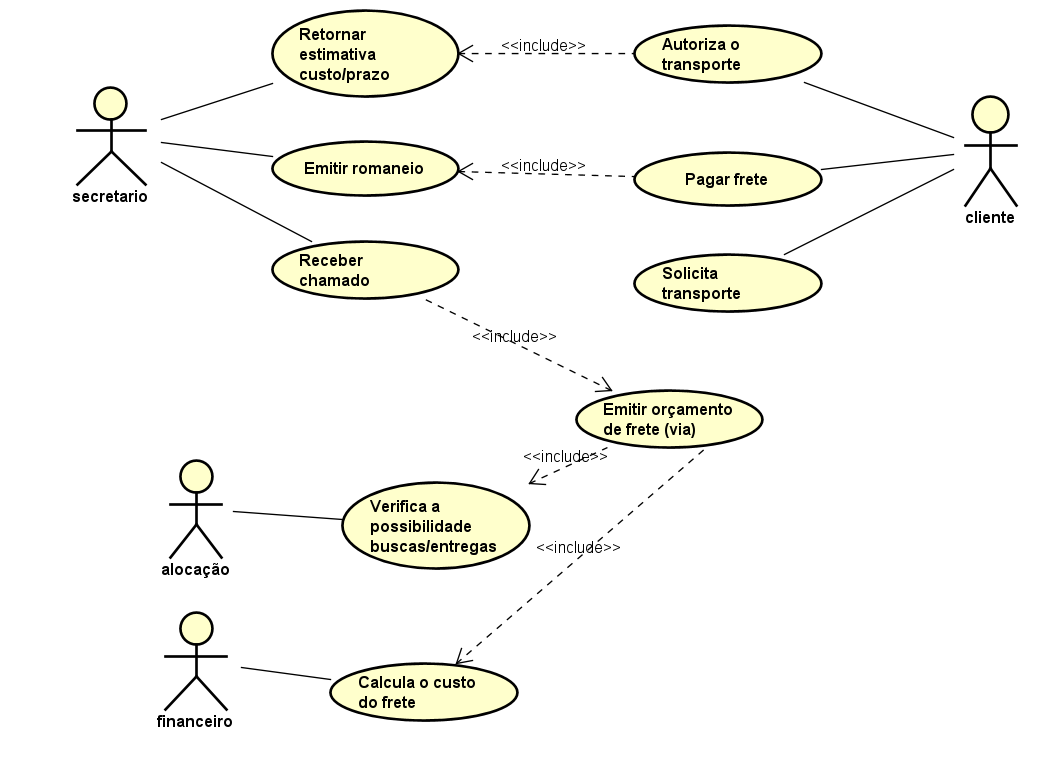 Retornar
estimativa
custo/prazo
<<include>>
Autoriza o
transporte
secretario
Emitir romaneio
<<include>>
Pagar frete
cliente
Receber
chamado
Solicita
transporte
<<include>>
Emitir orçamento
de frete (via)
<<include>>
Verifica a
possibilidade
buscas/entregas
alocação
<<include>>
Calcula o custo
do frete
financeiro